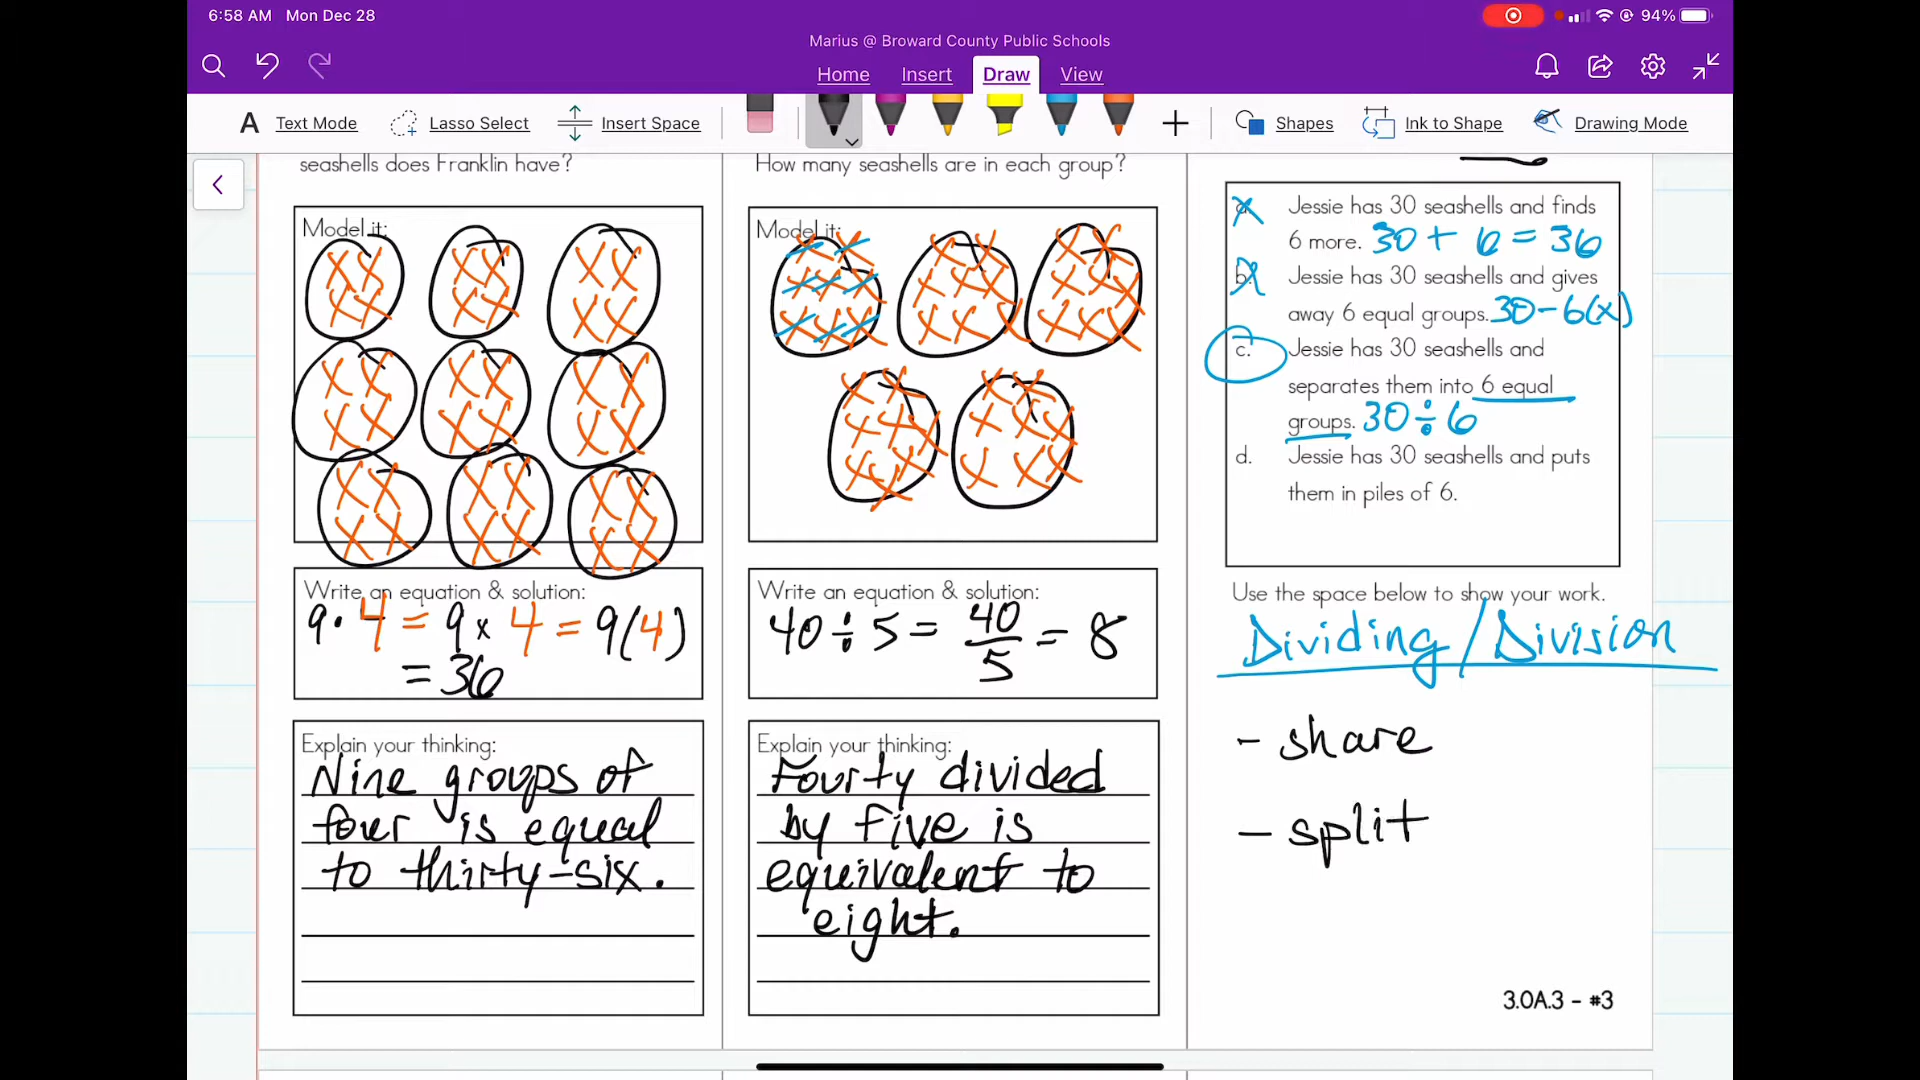 6:58 AM Mon Dec 28
94%
Marius @ Broward County Public Schools
Home Insert Draw View
A Text Mode Lasso Select Insert Space Shapes Ink to Shape Drawing Mode
seashells does Franklin have?
Model it:
Write an equation & solution:
9 · 4 = 9 x 4 = 9(4)
= 36
Explain your thinking:
Nine groups of
four is equal
to thirty-six.
How many seashells are in each group?
Model it:
Write an equation & solution:
40 ÷ 5 = 40/5 = 8
Explain your thinking:
Fourty divided
by five is
equivalent to
eight.
a. Jessie has 30 seashells and finds
6 more. 30 + 6 = 36
b. Jessie has 30 seashells and gives
away 6 equal groups. 30 - 6(x)
c. Jessie has 30 seashells and
separates them into 6 equal
groups. 30 ÷ 6
d. Jessie has 30 seashells and puts
them in piles of 6.
Use the space below to show your work.
Dividing / Division
- share
- split
3.OA.3 - #3